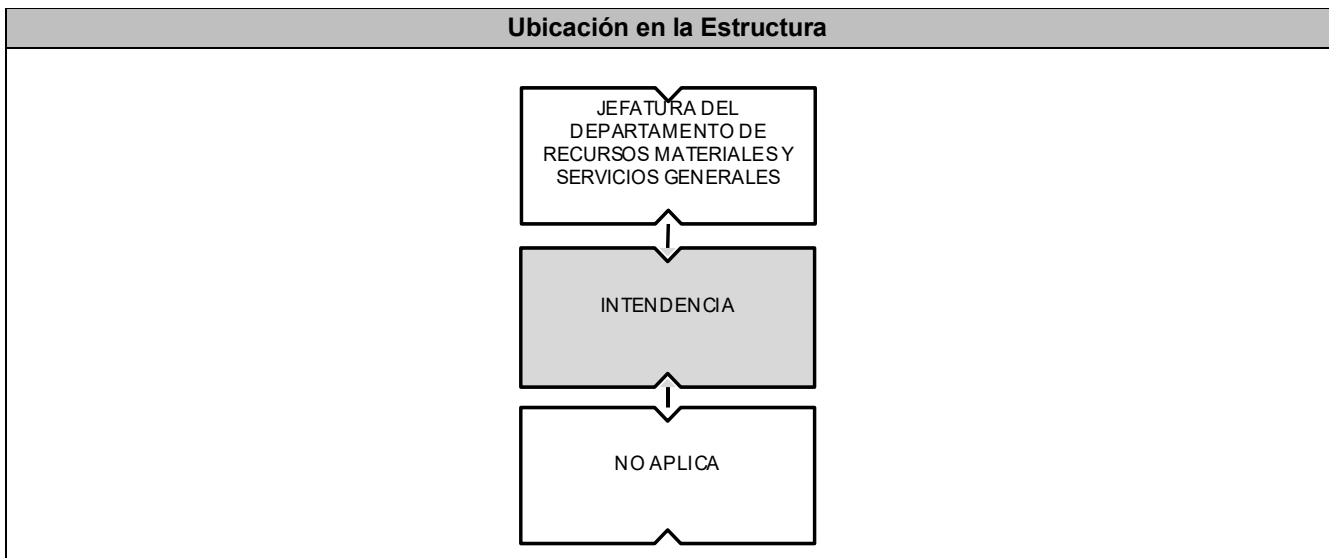 Ubicación en la Estructura
JEFATURA DEL
DEPARTAMENTO DE
RECURSOS MATERIALES Y
SERVICIOS GENERALES
INTENDENCIA
NO APLICA